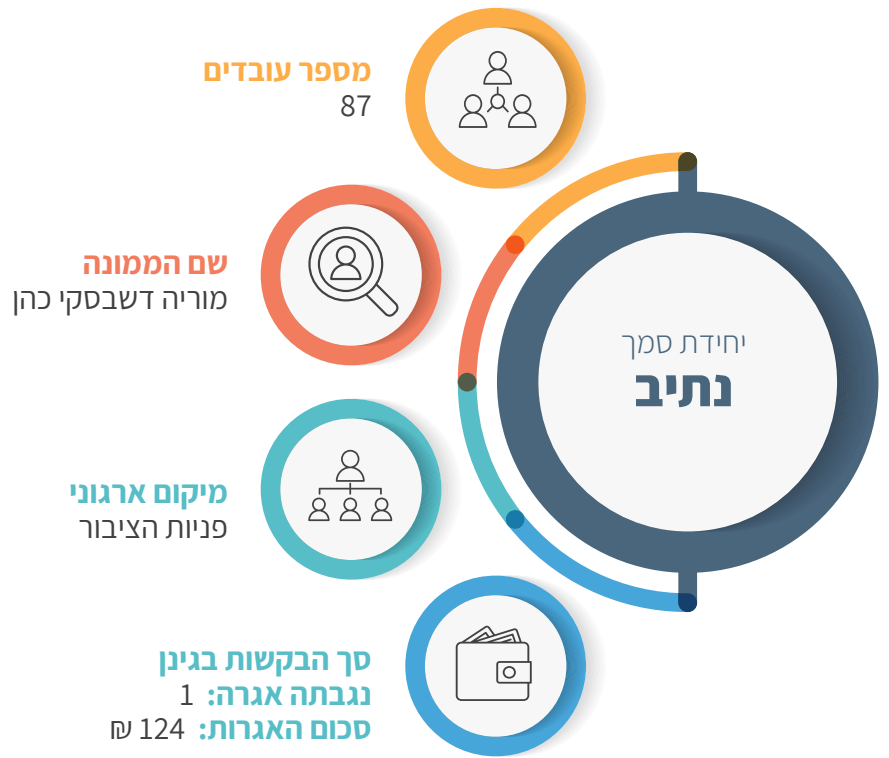 מספר עובדים
87
שם הממונה
מוריה דשבסקי כהן
יחידת סמך
נתיב
מיקום ארגוני
פניות הציבור
סך הבקשות בגינן
נגבתה אגרה: 1
סכום האגרות: 124 ₪